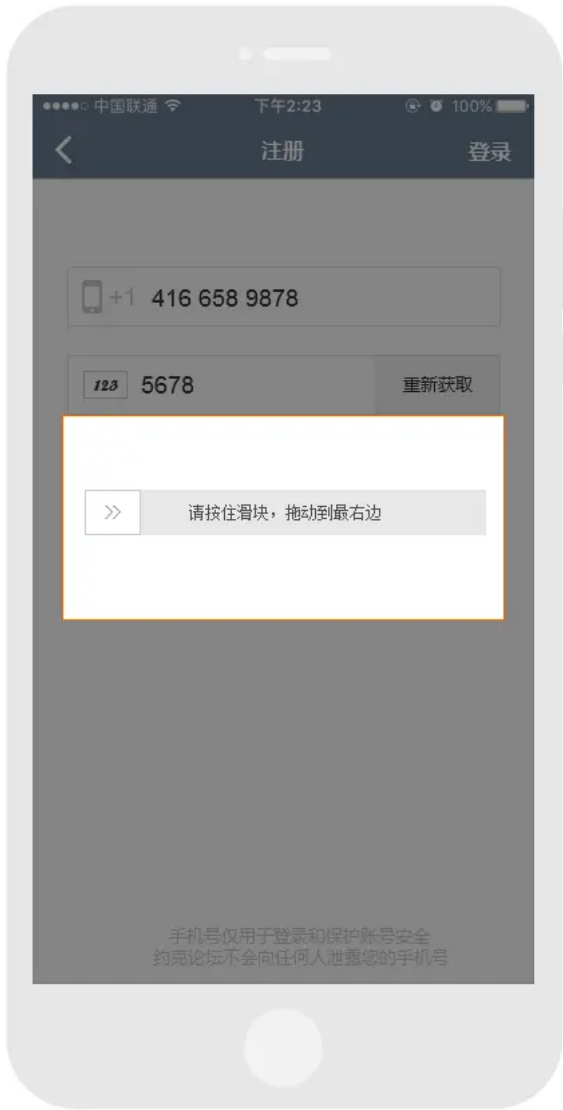 中国联通 下午2:23 100%
注册 登录
+1 416 658 9878
123 5678 重新获取
请按住滑块，拖动到最右边
手机号仅用于登录和保护账号安全
约克论坛不会向任何人泄露您的手机号